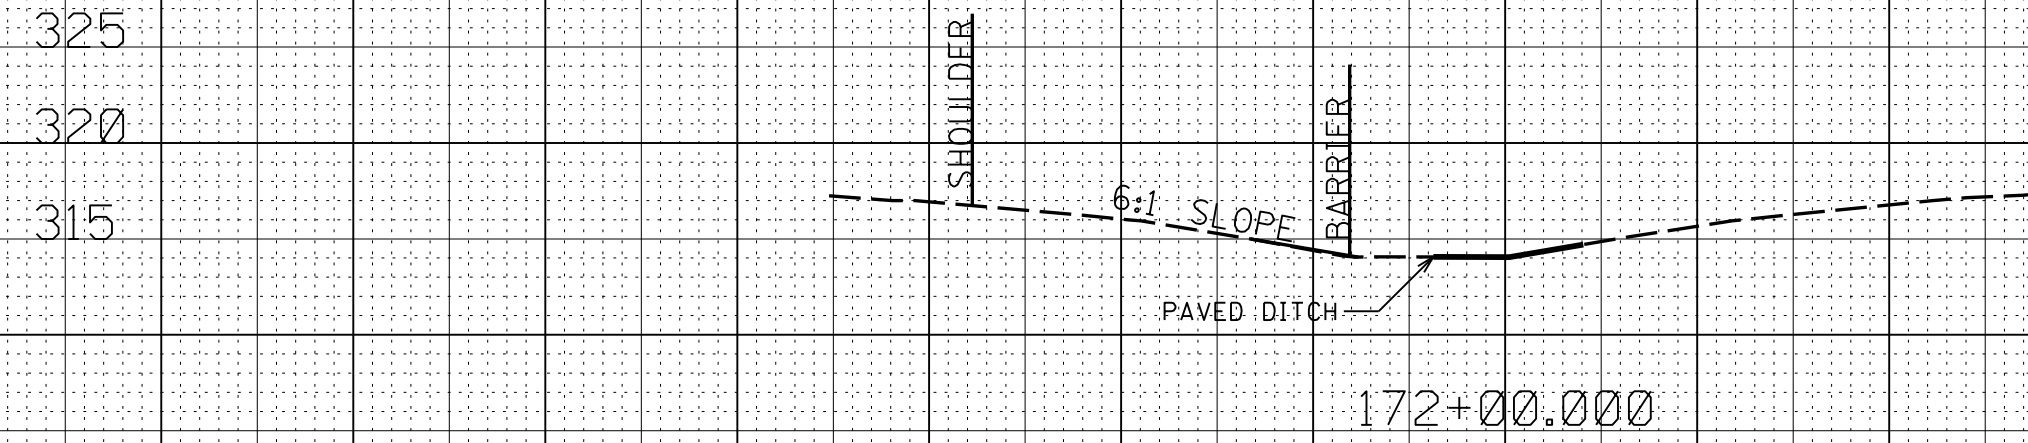 325
320
315
SHOULDER
6:1 SLOPE
BARRIER
PAVED DITCH
172+00.000